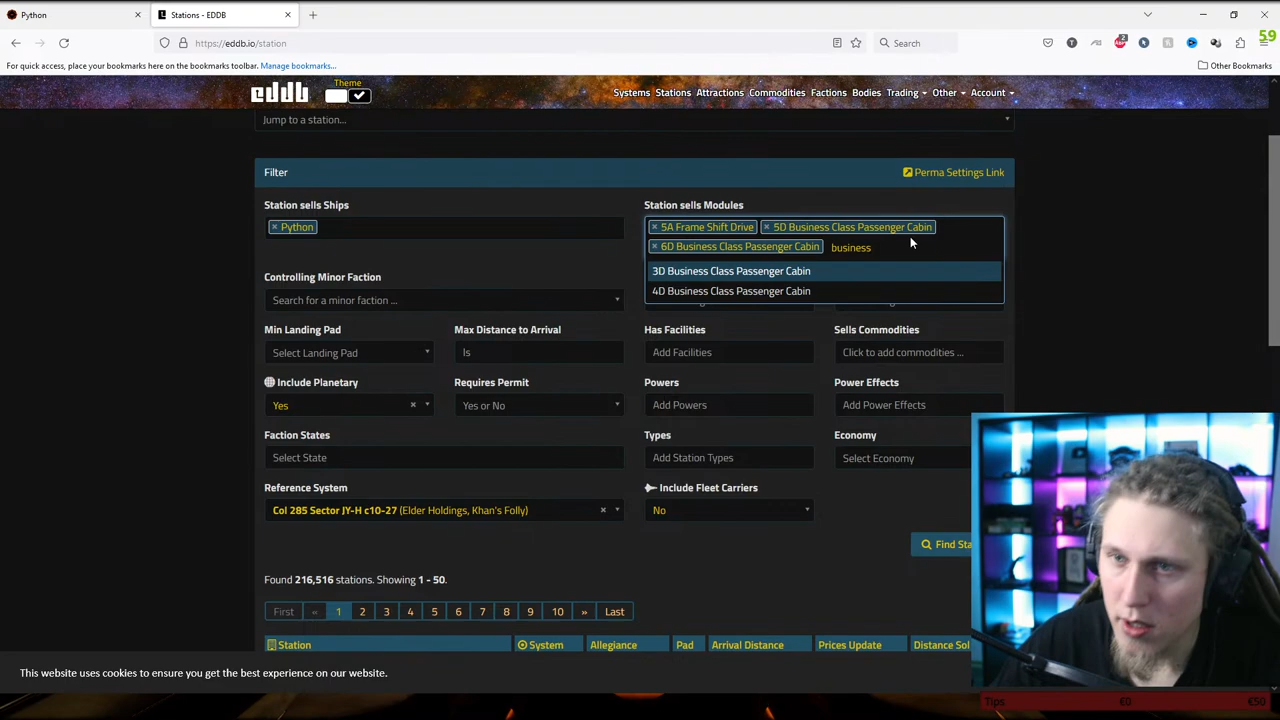 Python
Stations - EDDB
59
https://eddb.io/station
2
Search
For quick access, place your bookmarks here on the bookmarks toolbar. Manage bookmarks...
Other Bookmarks
eddb
Theme
Systems Stations Attractions Commodities Factions Bodies Trading Other Account
Jump to a station...
Filter
Perma Settings Link
Station sells Ships
Station sells Modules
× Python
× 5A Frame Shift Drive × 5D Business Class Passenger Cabin
× 6D Business Class Passenger Cabin business
3D Business Class Passenger Cabin
4D Business Class Passenger Cabin
Controlling Minor Faction
Search for a minor faction ...
Min Landing Pad
Max Distance to Arrival
Has Facilities
Sells Commodities
Select Landing Pad
ls
Add Facilities
Click to add commodities ...
Include Planetary
Requires Permit
Powers
Power Effects
Yes ×
Yes or No
Add Powers
Add Power Effects
Faction States
Types
Economy
Select State
Add Station Types
Select Economy
Reference System
Include Fleet Carriers
Col 285 Sector JY-H c10-27 (Elder Holdings, Khan's Folly) ×
No
Find Sta
Found 216,516 stations. Showing 1 - 50.
First « 1 2 3 4 5 6 7 8 9 10 » Last
Station System Allegiance Pad Arrival Distance Prices Update Distance Sol
This website uses cookies to ensure you get the best experience on our website.
Tips €0 €50